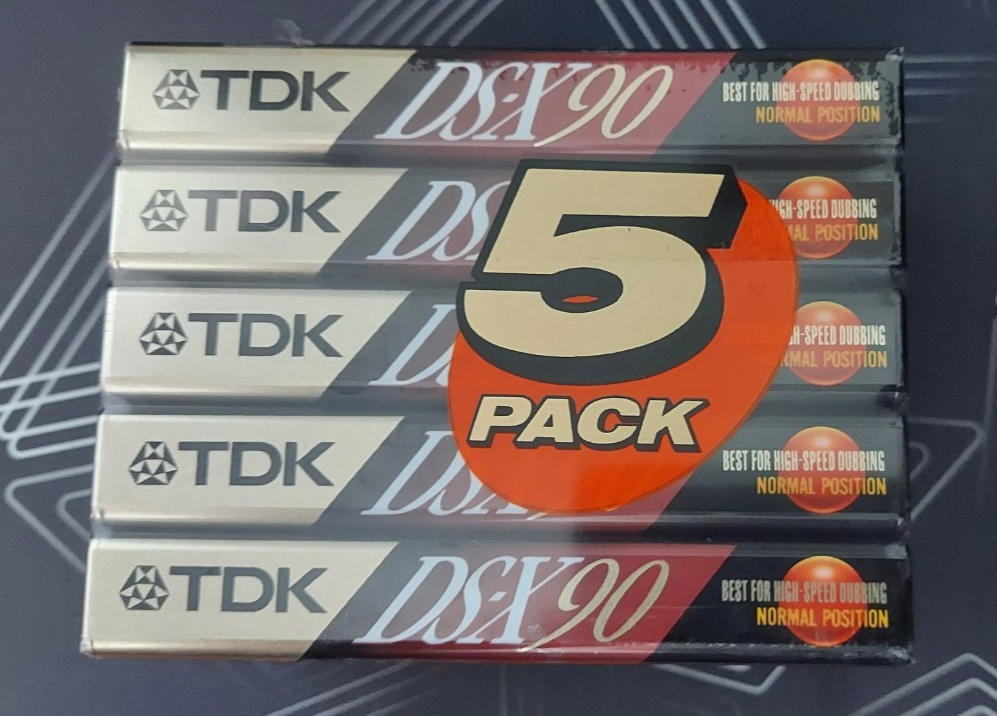 TDK DS-X90 BEST FOR HIGH-SPEED DUBBING
NORMAL POSITION
TDK DS HIGH-SPEED DUBBING
NORMAL POSITION
5
TDK HIGH-SPEED DUBBING
NORMAL POSITION
PACK
TDK DS-X BEST FOR HIGH-SPEED DUBBING
NORMAL POSITION
TDK DS-X90 BEST FOR HIGH-SPEED DUBBING
NORMAL POSITION